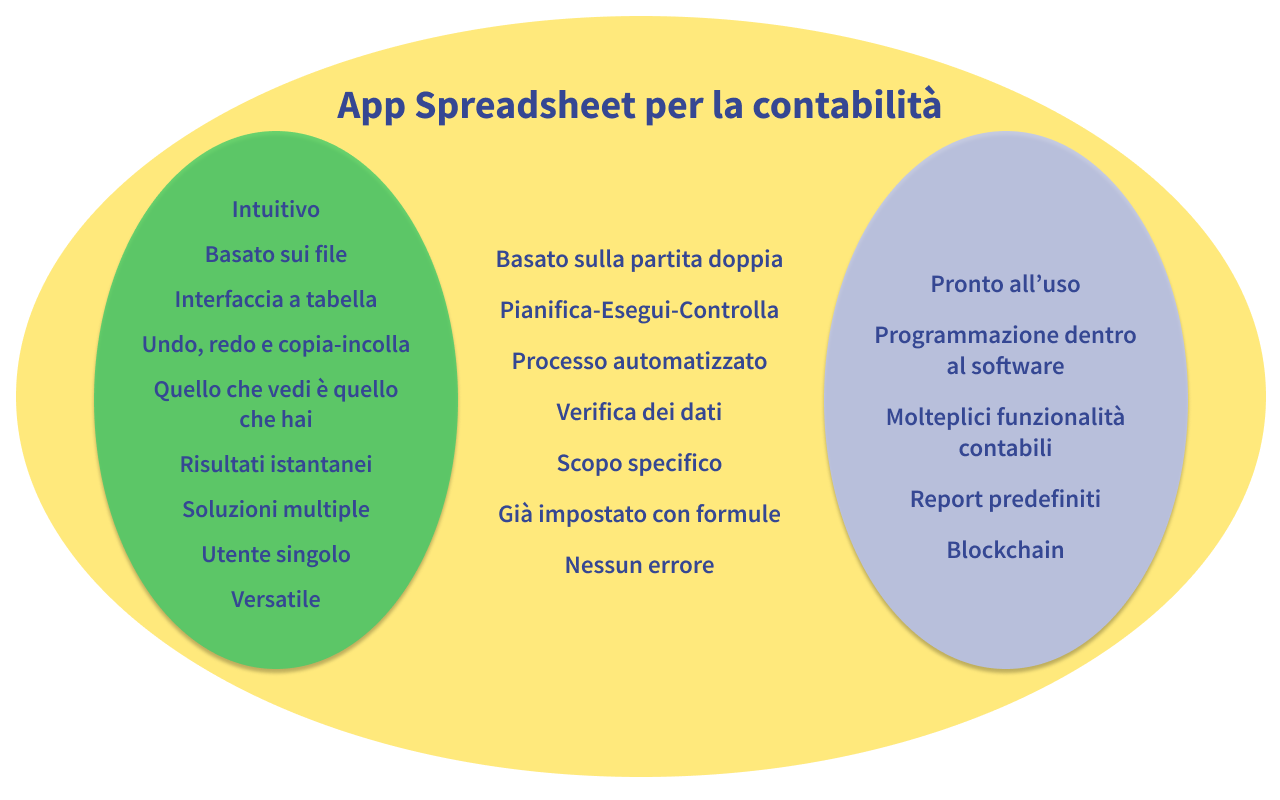 App Spreadsheet per la contabilità
Intuitivo
Basato sui file
Interfaccia a tabella
Undo, redo e copia-incolla
Quello che vedi è quello
che hai
Risultati istantanei
Soluzioni multiple
Utente singolo
Versatile
Basato sulla partita doppia
Pianifica-Esegui-Controlla
Processo automatizzato
Verifica dei dati
Scopo specifico
Già impostato con formule
Nessun errore
Pronto all’uso
Programmazione dentro
al software
Molteplici funzionalità
contabili
Report predefiniti
Blockchain